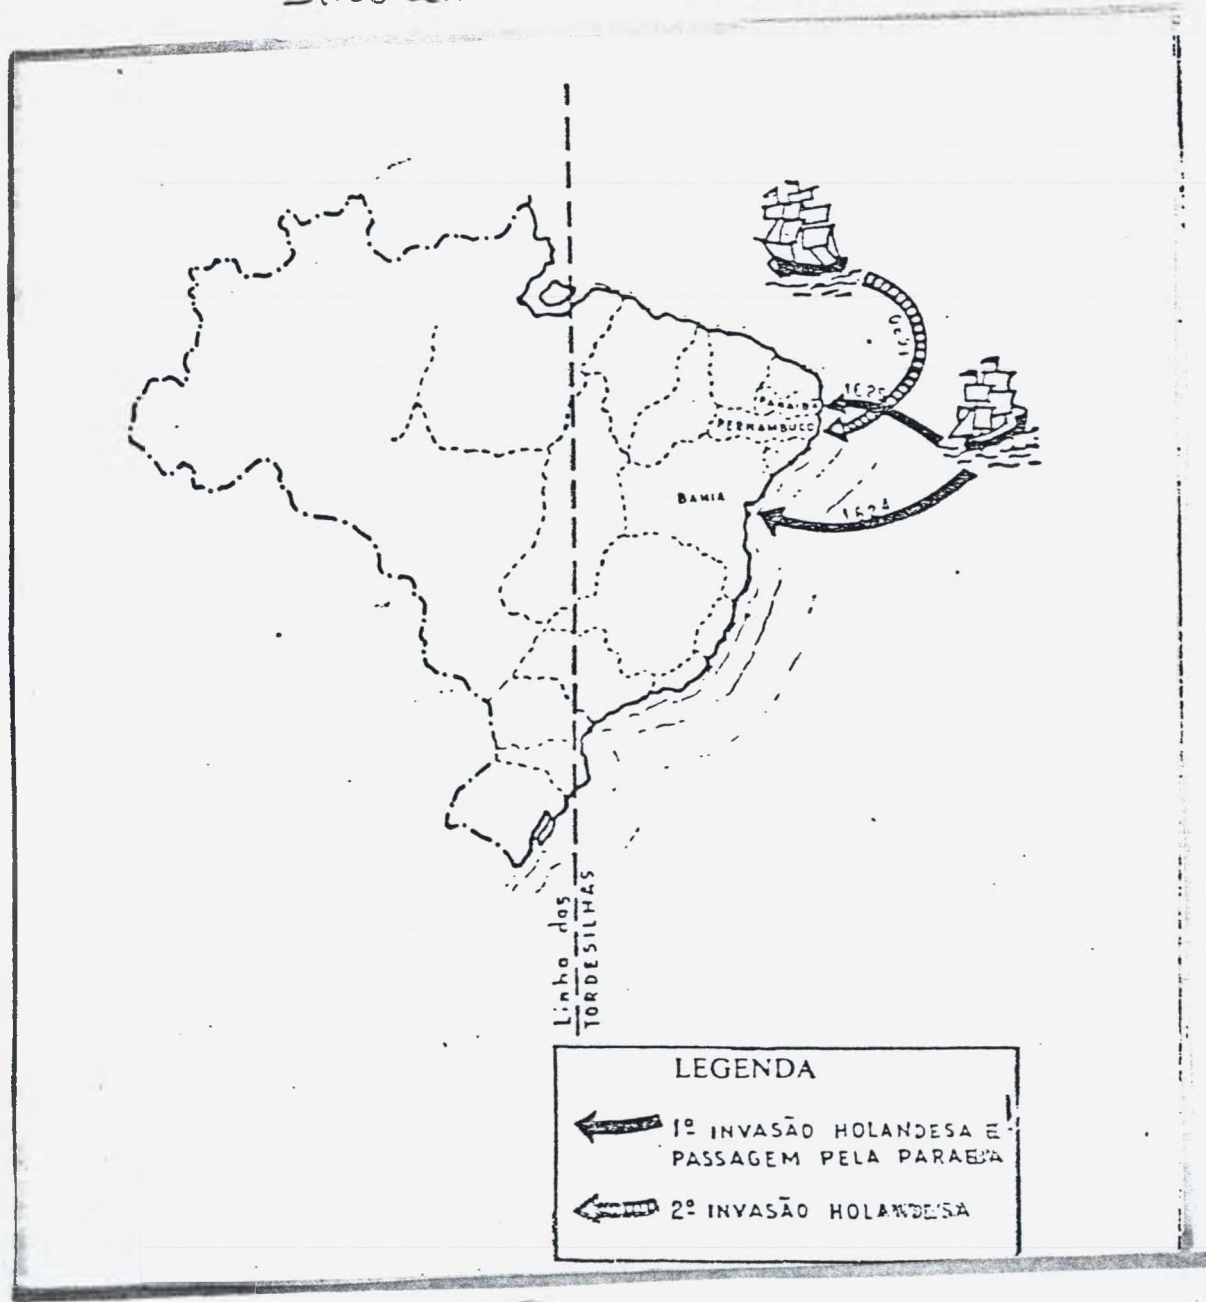 1625
PARAIBA
PERNAMBUCO
BAHIA
1624
Linha das
TORDESILHAS
LEGENDA
1º INVASÃO HOLANDESA E
PASSAGEM PELA PARAIBA
2º INVASÃO HOLANDESA